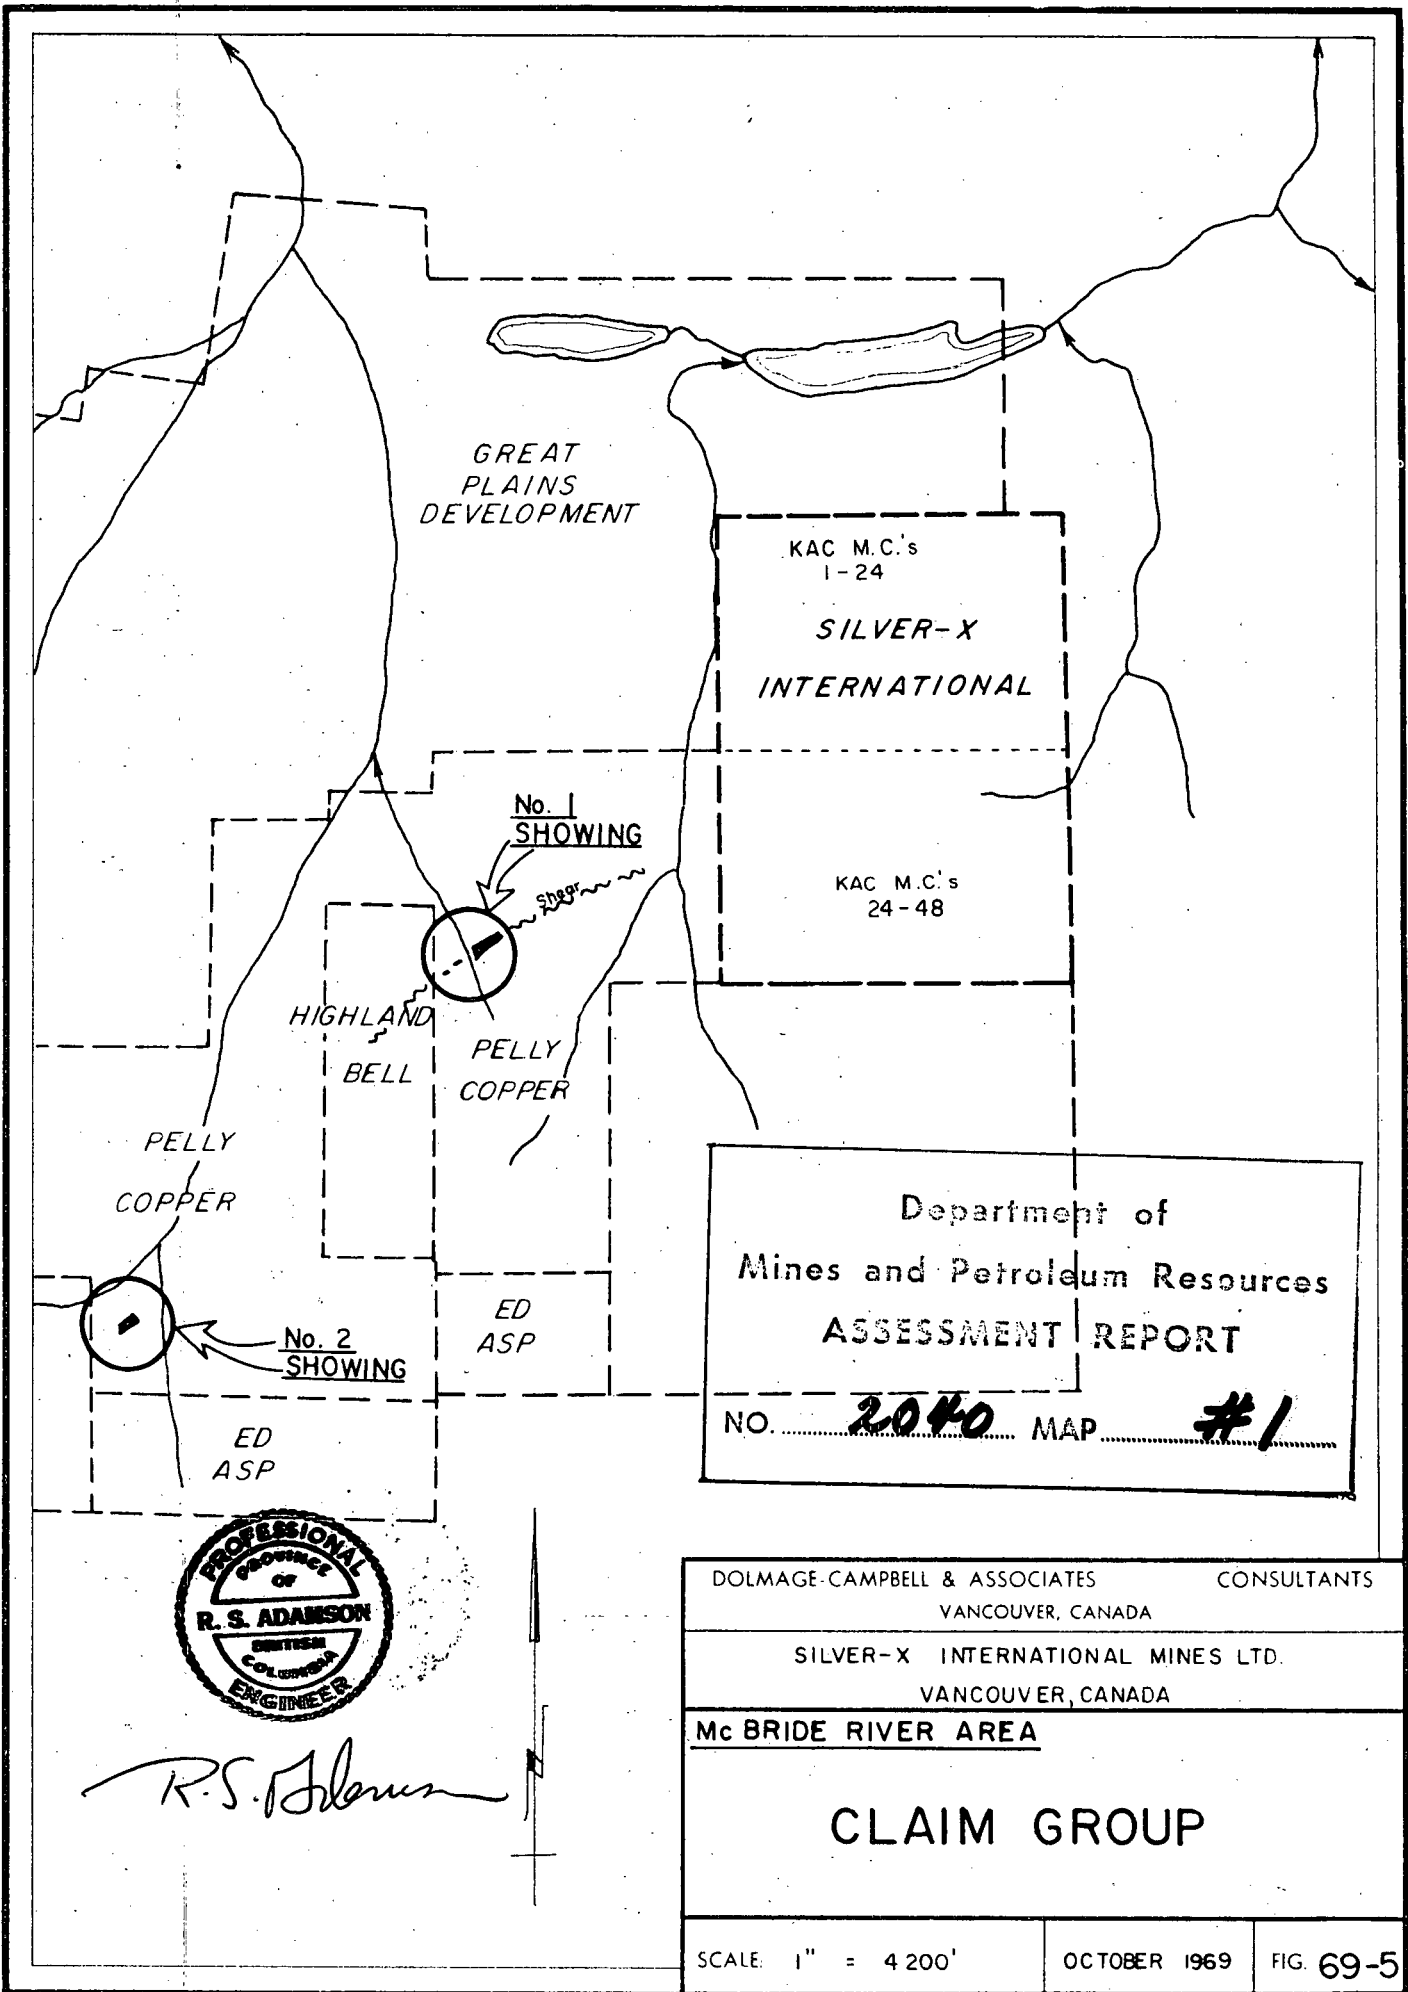 GREAT
PLAINS
DEVELOPMENT
KAC M.C.'s
1-24
SILVER-X
INTERNATIONAL
No. 1
SHOWING
shear
KAC M.C.'s
24-48
HIGHLAND
BELL
PELLY
COPPER
PELLY
COPPER
ED
ASP
No. 2
SHOWING
ED
ASP
Department of
Mines and Petroleum Resources
ASSESSMENT REPORT
NO. 2040 MAP #1
PROFESSIONAL
PROVINCE
OF
R. S. ADAMSON
BRITISH
COLUMBIA
ENGINEER
R.S. Adamson
N
DOLMAGE-CAMPBELL & ASSOCIATES CONSULTANTS
VANCOUVER, CANADA
SILVER-X INTERNATIONAL MINES LTD.
VANCOUVER, CANADA
Mc BRIDE RIVER AREA
CLAIM GROUP
SCALE: 1" = 4200' OCTOBER 1969 FIG. 69-5